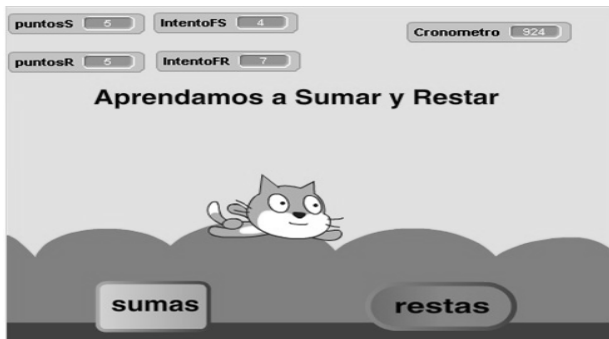 puntosS 5 IntentoFS 4 Cronometro 924
puntosR 5 IntentoFR 7
Aprendamos a Sumar y Restar
sumas restas